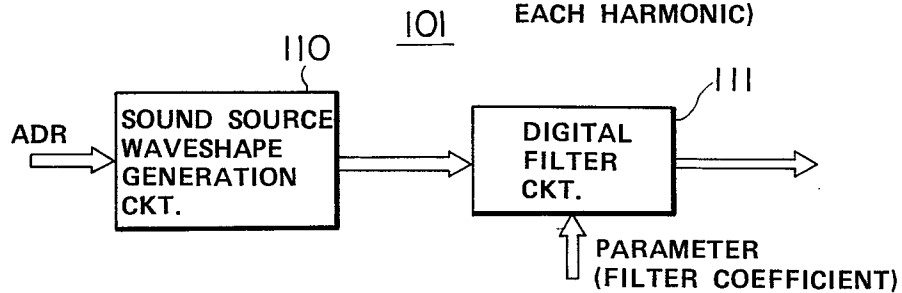 EACH HARMONIC)
101
110
111
ADR
SOUND SOURCE
WAVESHAPE
GENERATION
CKT.
DIGITAL
FILTER
CKT.
PARAMETER
(FILTER COEFFICIENT)